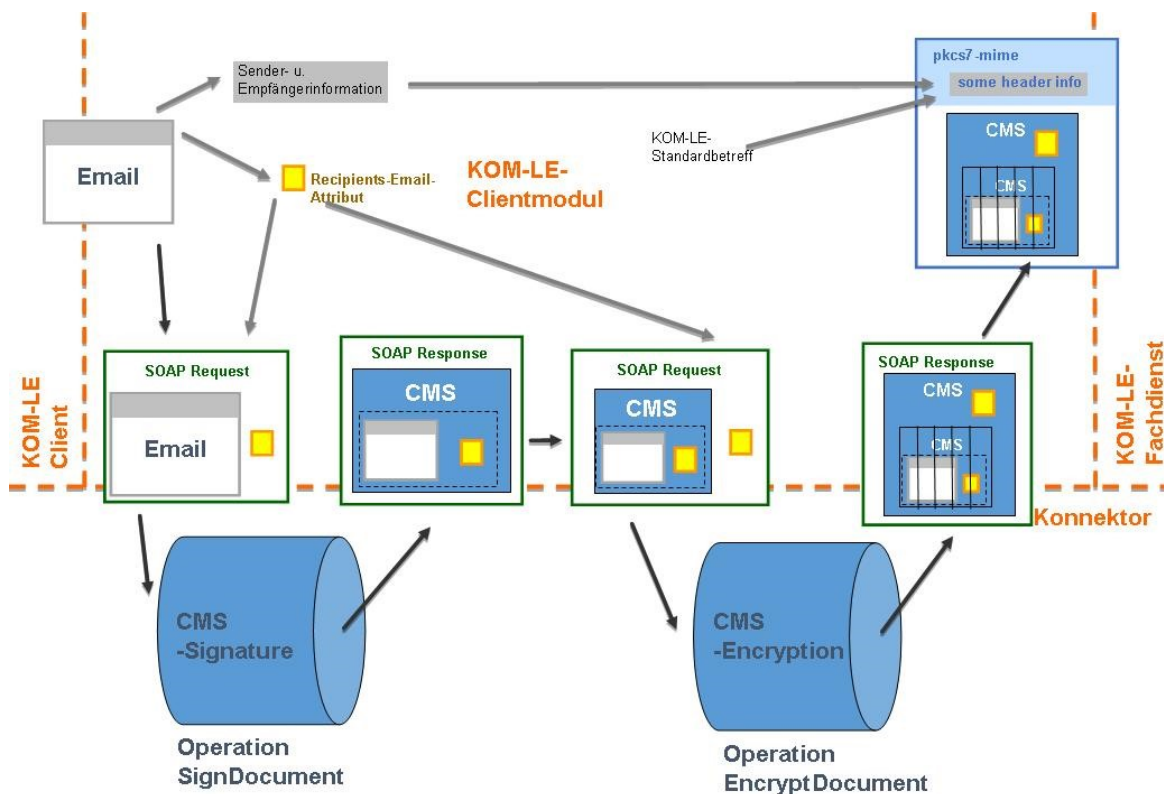 pkcs7-mime
Sender- u.
Empfängerinformation
some header info
CMS
KOM-LE-
Standardbetreff
Email
Recipients-Email-
Attribut
KOM-LE-
Clientmodul
CMS
SOAP Request
SOAP Response
SOAP Request
SOAP Response
CMS
CMS
CMS
Email
CMS
KOM-LE
Client
KOM-LE-
Fachdienst
Konnektor
CMS
-Signature
CMS
-Encryption
Operation
SignDocument
Operation
EncryptDocument